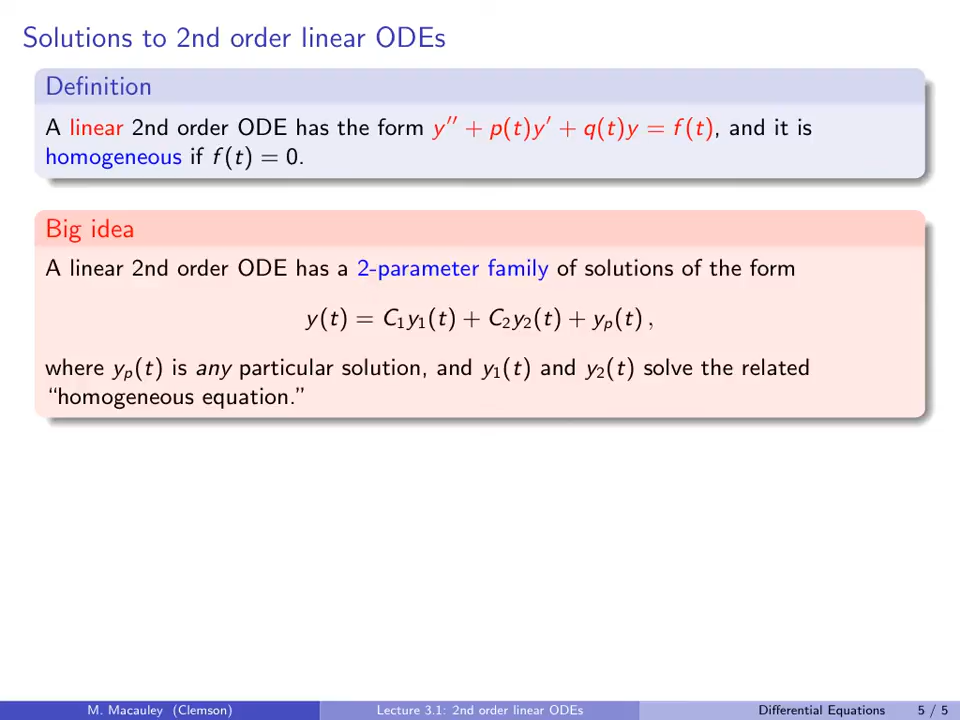 Solutions to 2nd order linear ODEs
Definition
A linear 2nd order ODE has the form y′′ + p(t)y′ + q(t)y = f(t), and it is
homogeneous if f(t) = 0.
Big idea
A linear 2nd order ODE has a 2-parameter family of solutions of the form
y(t) = C₁y₁(t) + C₂y₂(t) + yₚ(t) ,
where yₚ(t) is any particular solution, and y₁(t) and y₂(t) solve the related
“homogeneous equation.”
M. Macauley (Clemson) Lecture 3.1: 2nd order linear ODEs Differential Equations 5 / 5